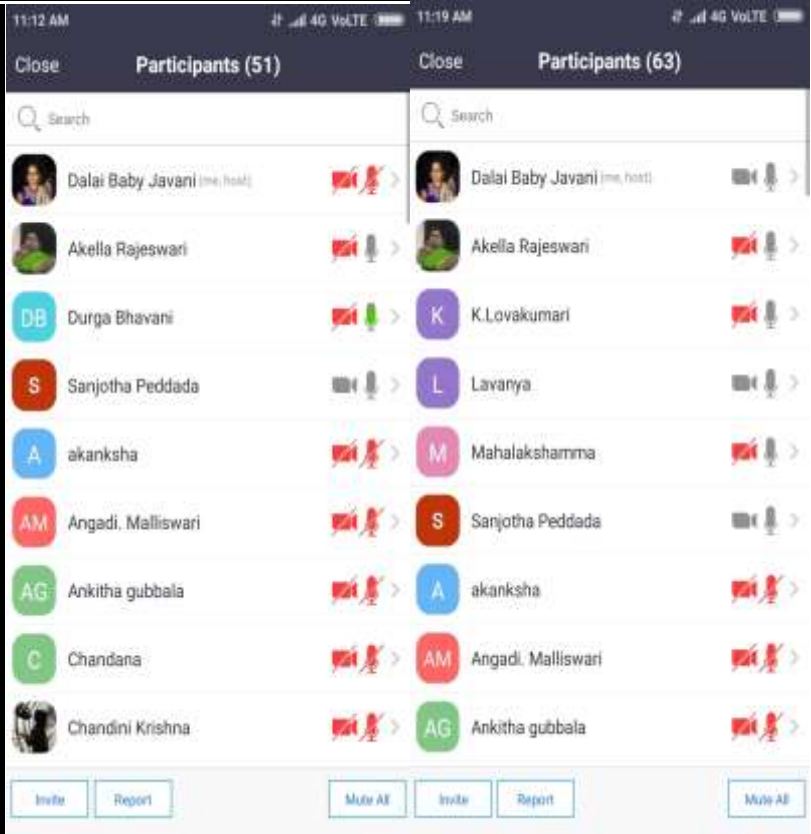 11:12 AM 4G VoLTE
Close Participants (51)
Search
Dalai Baby Javani (me, host)
Akella Rajeswari
DB Durga Bhavani
S Sanjotha Peddada
A akanksha
AM Angadi. Malliswari
AG Ankitha gubbala
C Chandana
Chandini Krishna
Invite Report Mute All
11:19 AM 4G VoLTE
Close Participants (63)
Search
Dalai Baby Javani (me, host)
Akella Rajeswari
K K.Lovakumari
L Lavanya
M Mahalakshamma
S Sanjotha Peddada
A akanksha
AM Angadi. Malliswari
AG Ankitha gubbala
Invite Report Mute All